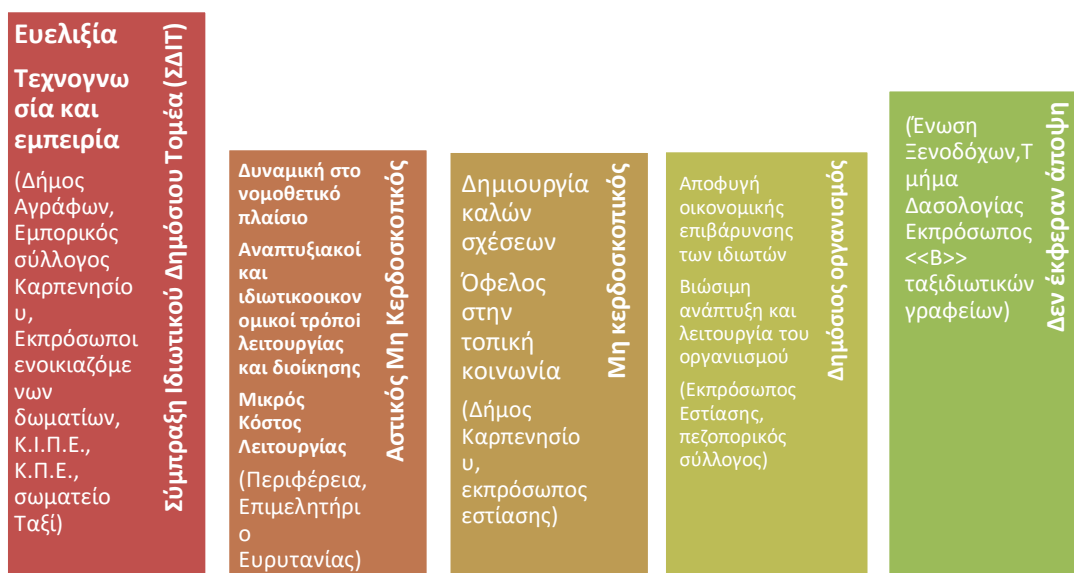 Ευελιξία
Τεχνογνω
σία και
εμπειρία
(Δήμος
Αγράφων,
Εμπορικός
σύλλογος
Καρπενησίο
υ,
Εκπρόσωποι
ενοικιαζόμε
νων
δωματίων,
Κ.Ι.Π.Ε.,
Κ.Π.Ε.,
σωματείο
Ταξί)
Σύμπραξη Ιδιωτικού Δημόσιου Τομέα (ΣΔΙΤ)
Δυναμική στο
νομοθετικό
πλαίσιο
Αναπτυξιακοί
και
ιδιωτικοοικον
ομικοί τρόποi
λειτουργίας
και διοίκησης
Μικρός
Κόστος
Λειτουργίας
(Περιφέρεια,
Επιμελητήρι
ο
Ευρυτανίας)
Αστικός Μη Κερδοσκοπκός
Δημιουργία
καλών
σχέσεων
Όφελος
στην
τοπική
κοινωνία
(Δήμος
Καρπενησίο
υ,
εκπρόσωπος
εστίασης)
Μη κερδοσκοπικός
Αποφυγή
οικονομικής
επιβάρυνσης
των ιδιωτών
Βιώσιμη
ανάπτυξη και
λειτουργία του
οργανιισμού
(Εκπρόσωπος
Εστίασης,
πεζοπορικός
σύλλογος)
Δημόσιος οργανισμός
(Ένωση
Ξενοδόχων,Τ
μήμα
Δασολογίας
Εκπρόσωπος
<<Β>>
ταξιδιωτικών
γραφείων)
Δεν έκφεραν άποψη